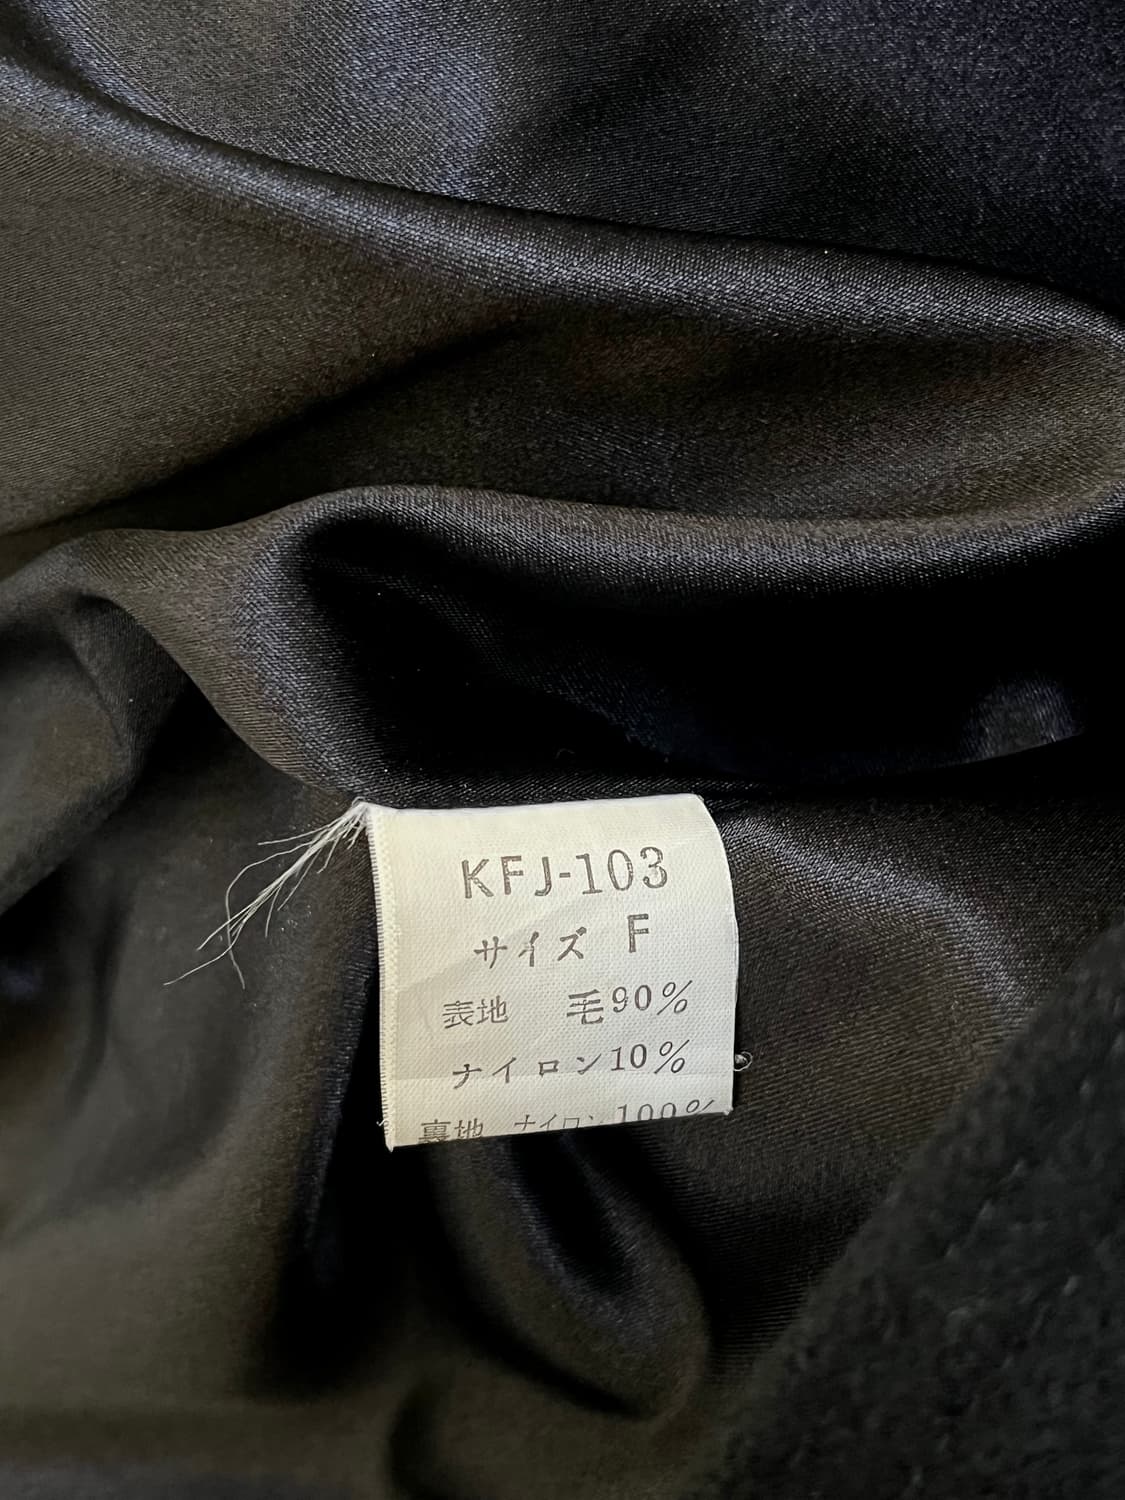 KFJ-103
サイズ F
表地 毛90%
ナイロン10%
裏地 ナイロン100%